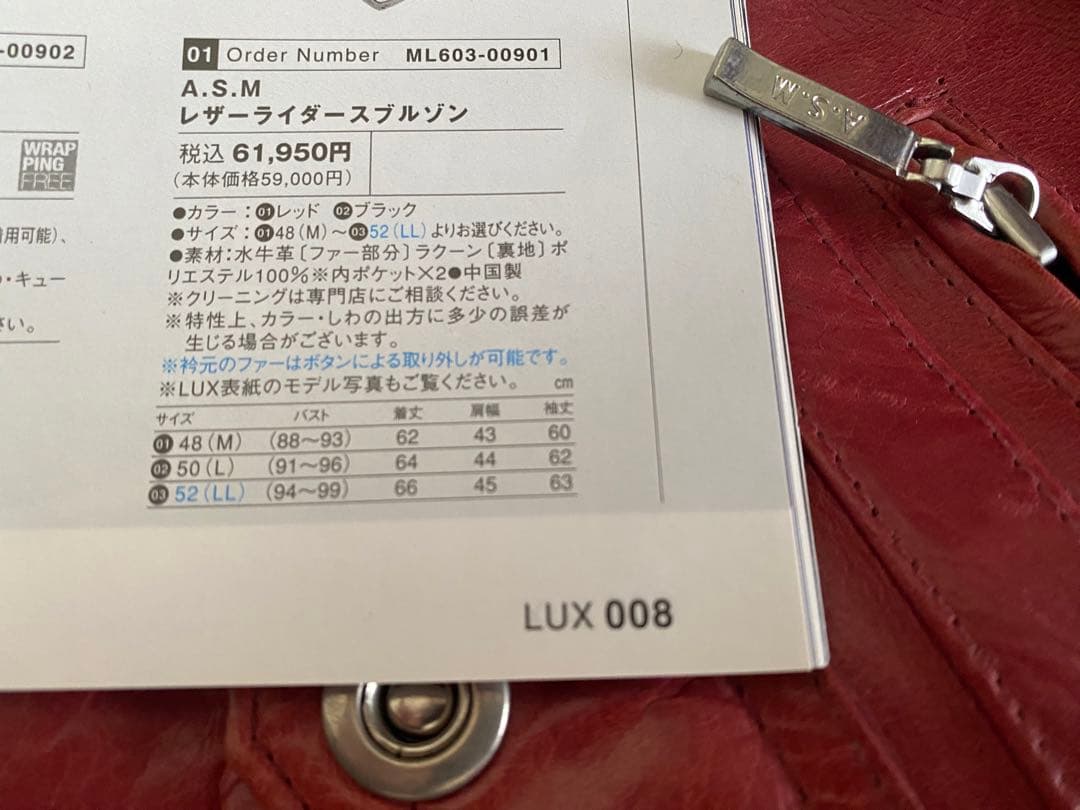 -00902
WRAP
PING
FREE
着用可能)、
・キュー
さい。
01 Order Number ML603-00901
A.S.M
レザーライダースブルゾン
税込 61,950円
(本体価格59,000円)
●カラー：01レッド 02ブラック
●サイズ：01 48(M)～03 52(LL)よりお選びください。
●素材：水牛革〔ファー部分〕ラクーン〔裏地〕ポ
リエステル100%※内ポケット×2●中国製
※クリーニングは専門店にご相談ください。
※特性上、カラー・しわの出方に多少の誤差が
生じる場合がございます。
※衿元のファーはボタンによる取り外しが可能です。
※LUX表紙のモデル写真もご覧ください。 cm
サイズ バスト 着丈 肩幅 袖丈
01 48(M) (88～93) 62 43 60
02 50(L) (91～96) 64 44 62
03 52(LL) (94～99) 66 45 63
LUX 008
A.S.M